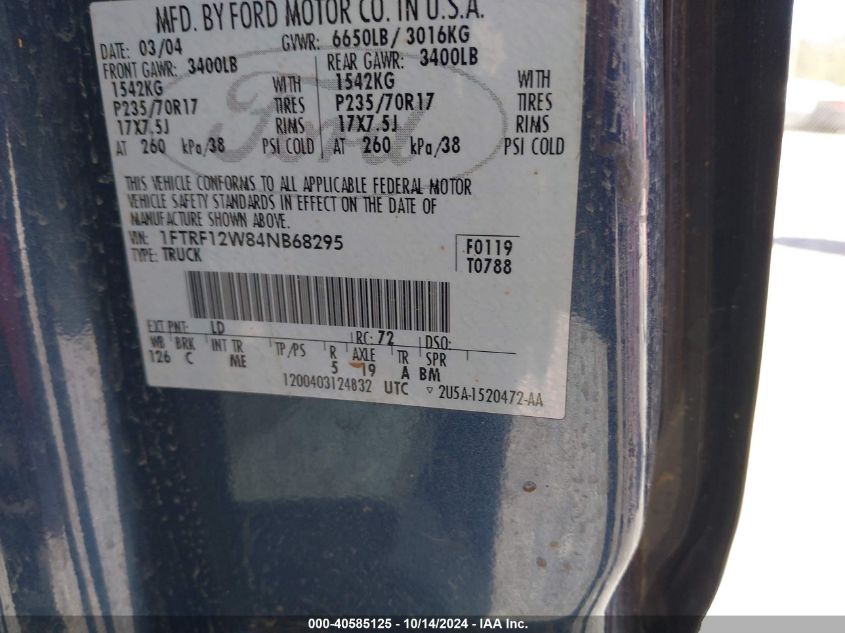 MFD. BY FORD MOTOR CO. IN U.S.A.
DATE: 03/04 GVWR: 6650LB/ 3016KG
FRONT GAWR: 3400LB REAR GAWR: 3400LB
1542KG WITH 1542KG WITH
P235/70R17 TIRES P235/70R17 TIRES
17X7.5J RIMS 17X7.5J RIMS
AT 260 kPa/38 PSI COLD AT 260 kPa/38 PSI COLD
Ford
THIS VEHICLE CONFORMS TO ALL APPLICABLE FEDERAL MOTOR
VEHICLE SAFETY STANDARDS IN EFFECT ON THE DATE OF
MANUFACTURE SHOWN ABOVE.
VIN: 1FTRF12W84NB68295 F0119
TYPE: TRUCK T0788
EXT PNT: LD RC: 72 DSO:
WB BRK INT TR TP/PS R AXLE TR SPR
126 C ME 5 19 A BM
1200403124832 UTC ▿ 2U5A-1520472-AA
000-40585125 - 10/14/2024 - IAA Inc.